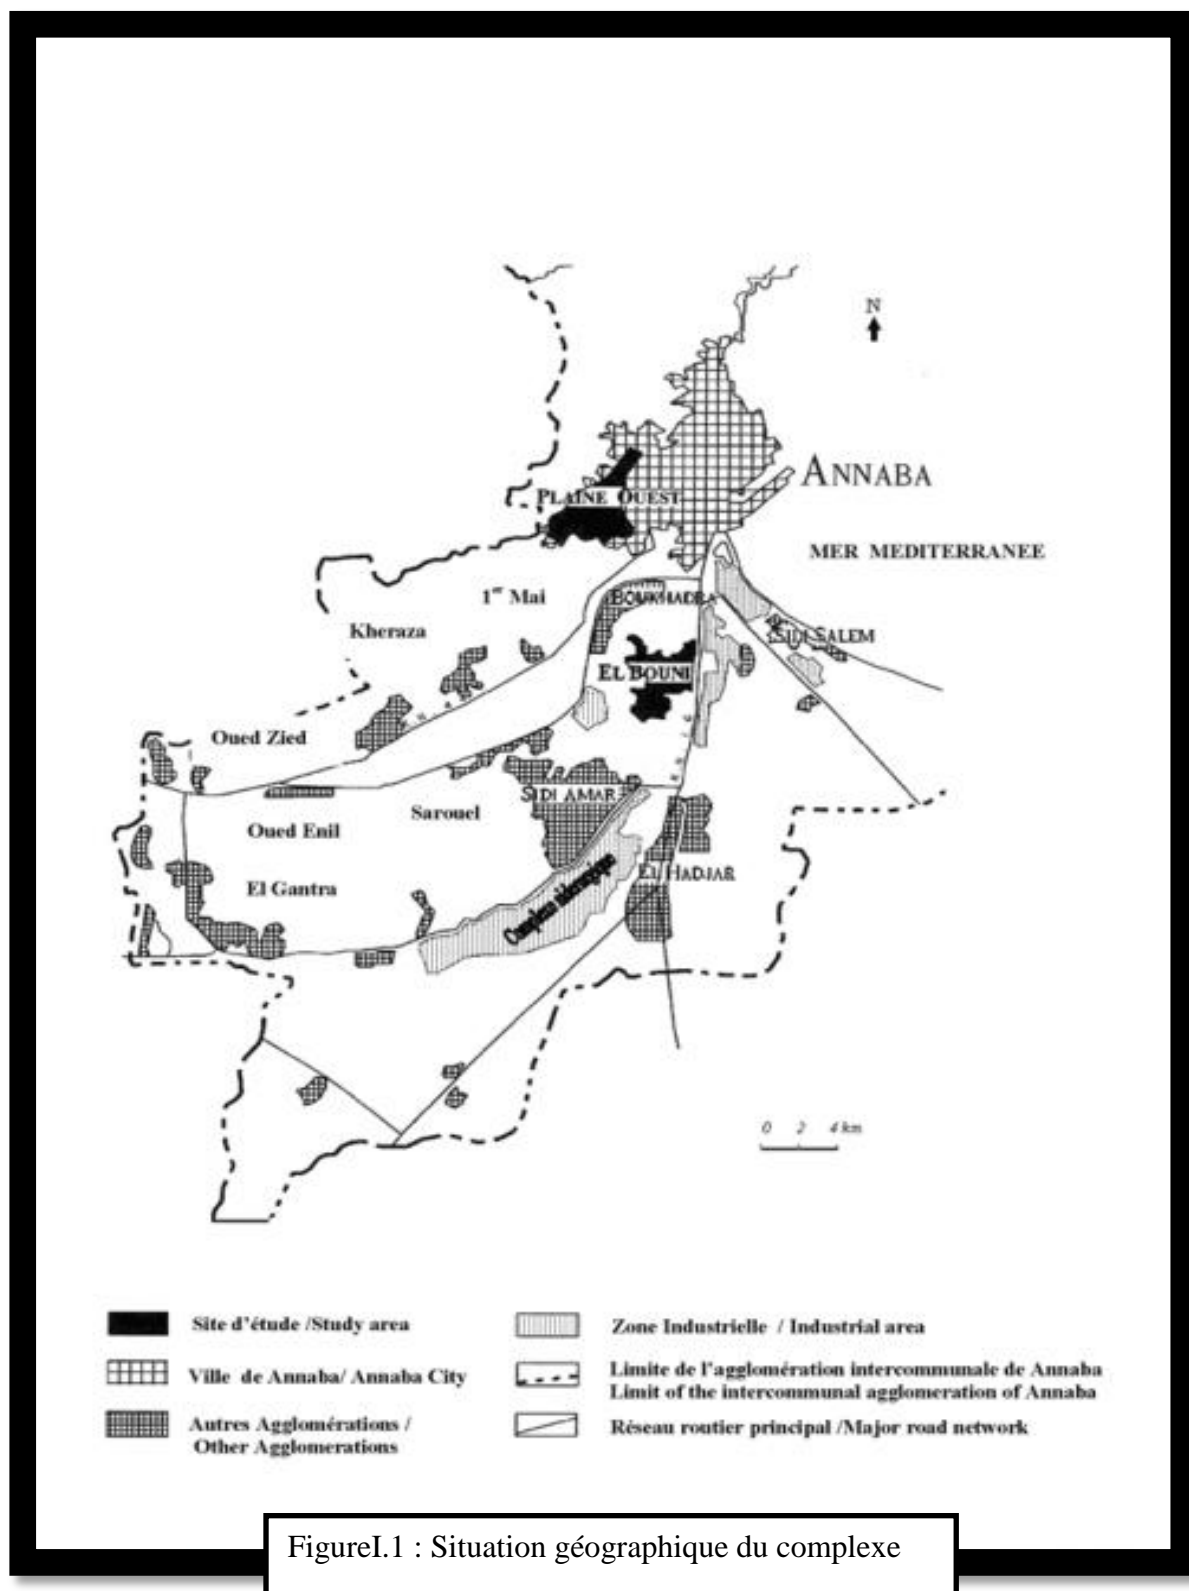 N
ANNABA
PLAINE OUEST
MER MEDITERRANEE
1er Mai
BOUKHADRA
Kheraza
SIDI SALEM
EL BOUNI
Oued Zied
SIDI AMAR
Sarouel
Oued Enil
EL HADJAR
El Gantra
Complexe sidérurgique
0 2 4 km
Site d'étude /Study area
Ville de Annaba/ Annaba City
Autres Agglomérations /
Other Agglomerations
Zone Industrielle / Industrial area
Limite de l'agglomération intercommunale de Annaba
Limit of the intercommunal agglomeration of Annaba
Réseau routier principal /Major road network
FigureI.1 : Situation géographique du complexe